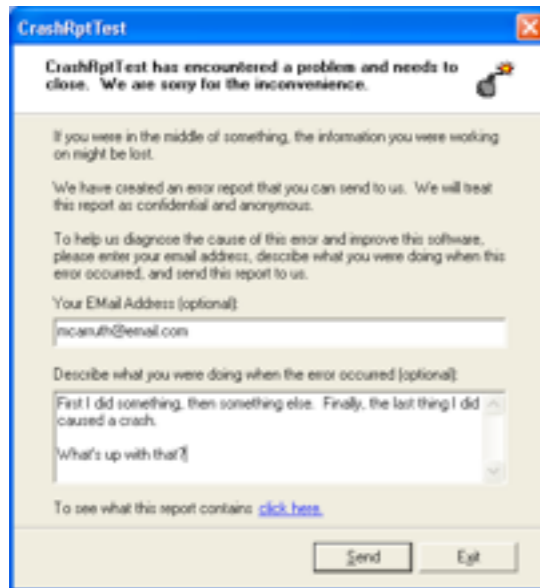 CrashRptTest
CrashRptTest has encountered a problem and needs to
close.  We are sorry for the inconvenience.
If you were in the middle of something, the information you were working
on might be lost.
We have created an error report that you can send to us.  We will treat
this report as confidential and anonymous.
To help us diagnose the cause of this error and improve this software,
please enter your email address, describe what you were doing when this
error occurred, and send this report to us.
Your EMail Address (optional):
mcarruth@email.com
Describe what you were doing when the error occurred (optional):
First I did something, then something else.  Finally, the last thing I did
caused a crash.
What's up with that?
To see what this report contains click here.
Send
Exit